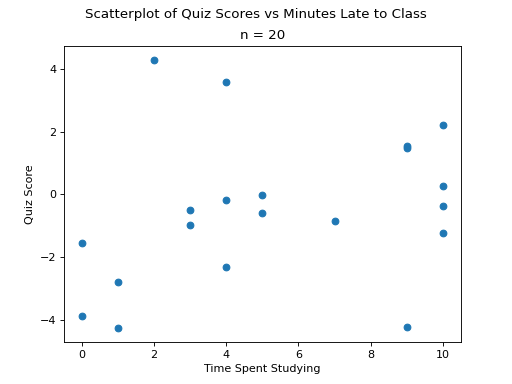 Scatterplot of Quiz Scores vs Minutes Late to Class
n = 20
4
2
0
−2
−4
Quiz Score
0 2 4 6 8 10
Time Spent Studying